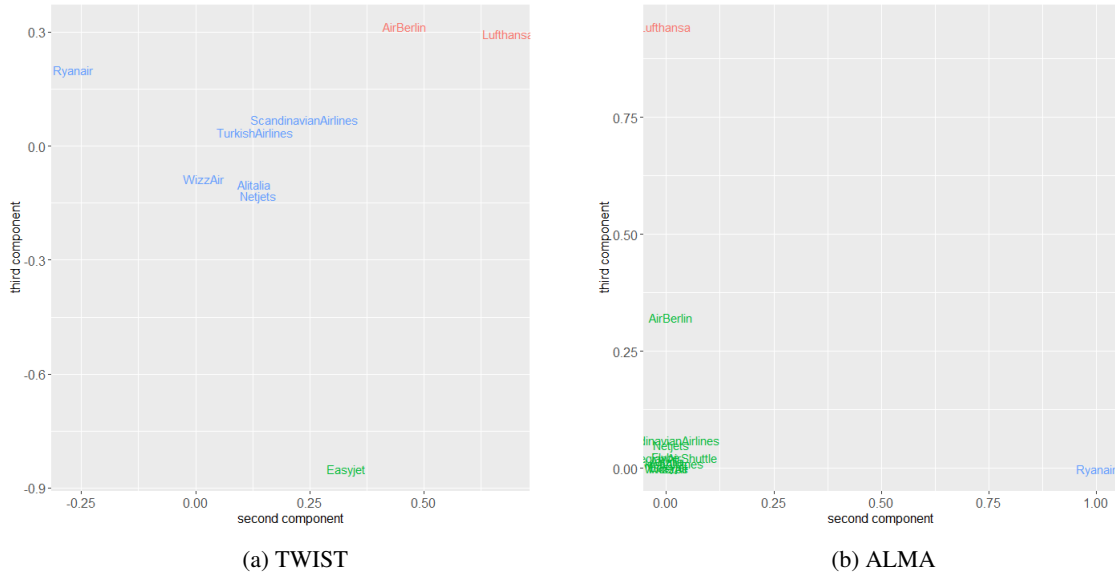 0.3
0.0
-0.3
-0.6
-0.9
third component
AirBerlin
Lufthansa
Ryanair
ScandinavianAirlines
TurkishAirlines
WizzAir
Alitalia
Netjets
Easyjet
-0.25
0.00
0.25
0.50
second component
(a) TWIST
0.75
0.50
0.25
0.00
third component
Lufthansa
AirBerlin
dinavianAirlines
Netjets
Shuttle
Ryanair
0.00
0.25
0.50
0.75
1.00
second component
(b) ALMA